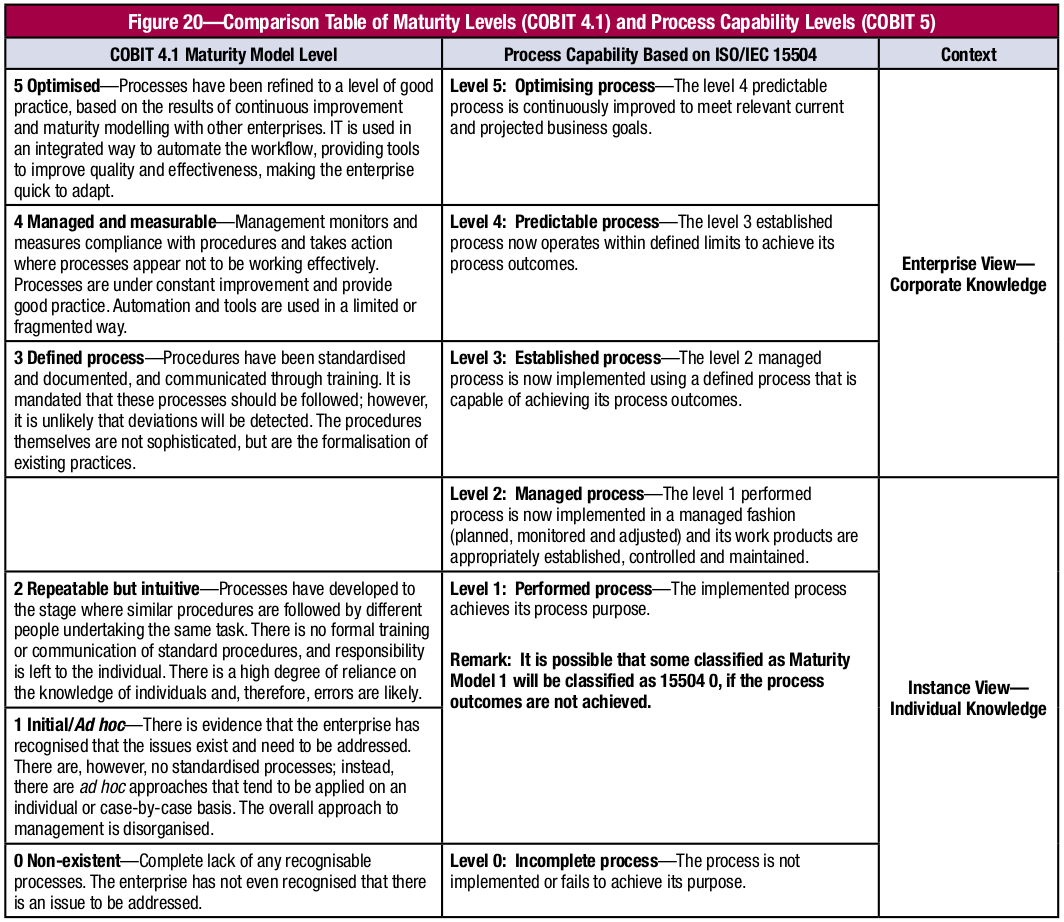 Figure 20—Comparison Table of Maturity Levels (COBIT 4.1) and Process Capability Levels (COBIT 5)
COBIT 4.1 Maturity Model Level
Process Capability Based on ISO/IEC 15504
Context
5 Optimised—Processes have been refined to a level of good
practice, based on the results of continuous improvement
and maturity modelling with other enterprises. IT is used in
an integrated way to automate the workflow, providing tools
to improve quality and effectiveness, making the enterprise
quick to adapt.
Level 5:  Optimising process—The level 4 predictable
process is continuously improved to meet relevant current
and projected business goals.
Enterprise View—
Corporate Knowledge
4 Managed and measurable—Management monitors and
measures compliance with procedures and takes action
where processes appear not to be working effectively.
Processes are under constant improvement and provide
good practice. Automation and tools are used in a limited or
fragmented way.
Level 4:  Predictable process—The level 3 established
process now operates within defined limits to achieve its
process outcomes.
3 Defined process—Procedures have been standardised
and documented, and communicated through training. It is
mandated that these processes should be followed; however,
it is unlikely that deviations will be detected. The procedures
themselves are not sophisticated, but are the formalisation of
existing practices.
Level 3:  Established process—The level 2 managed
process is now implemented using a defined process that is
capable of achieving its process outcomes.
Level 2:  Managed process—The level 1 performed
process is now implemented in a managed fashion
(planned, monitored and adjusted) and its work products are
appropriately established, controlled and maintained.
Instance View—
Individual Knowledge
2 Repeatable but intuitive—Processes have developed to
the stage where similar procedures are followed by different
people undertaking the same task. There is no formal training
or communication of standard procedures, and responsibility
is left to the individual. There is a high degree of reliance on
the knowledge of individuals and, therefore, errors are likely.
Level 1:  Performed process—The implemented process
achieves its process purpose.
Remark:  It is possible that some classified as Maturity
Model 1 will be classified as 15504 0, if the process
outcomes are not achieved.
1 Initial/Ad hoc—There is evidence that the enterprise has
recognised that the issues exist and need to be addressed.
There are, however, no standardised processes; instead,
there are ad hoc approaches that tend to be applied on an
individual or case-by-case basis. The overall approach to
management is disorganised.
0 Non-existent—Complete lack of any recognisable
processes. The enterprise has not even recognised that there
is an issue to be addressed.
Level 0:  Incomplete process—The process is not
implemented or fails to achieve its purpose.